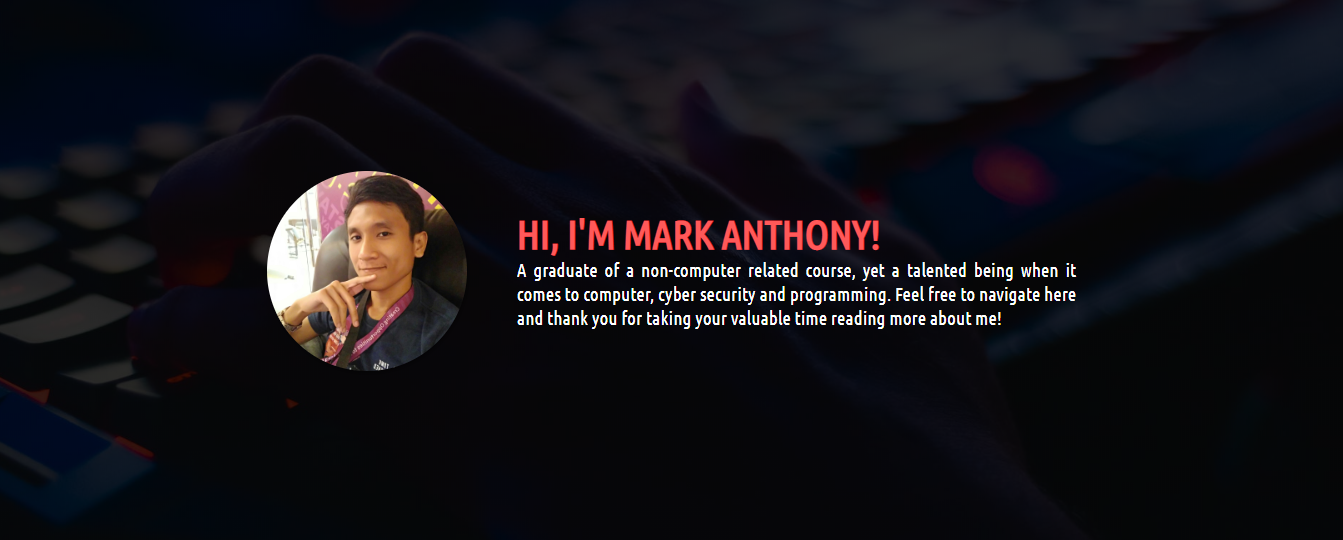 HI, I'M MARK ANTHONY!
A graduate of a non-computer related course, yet a talented being when it
comes to computer, cyber security and programming. Feel free to navigate here
and thank you for taking your valuable time reading more about me!